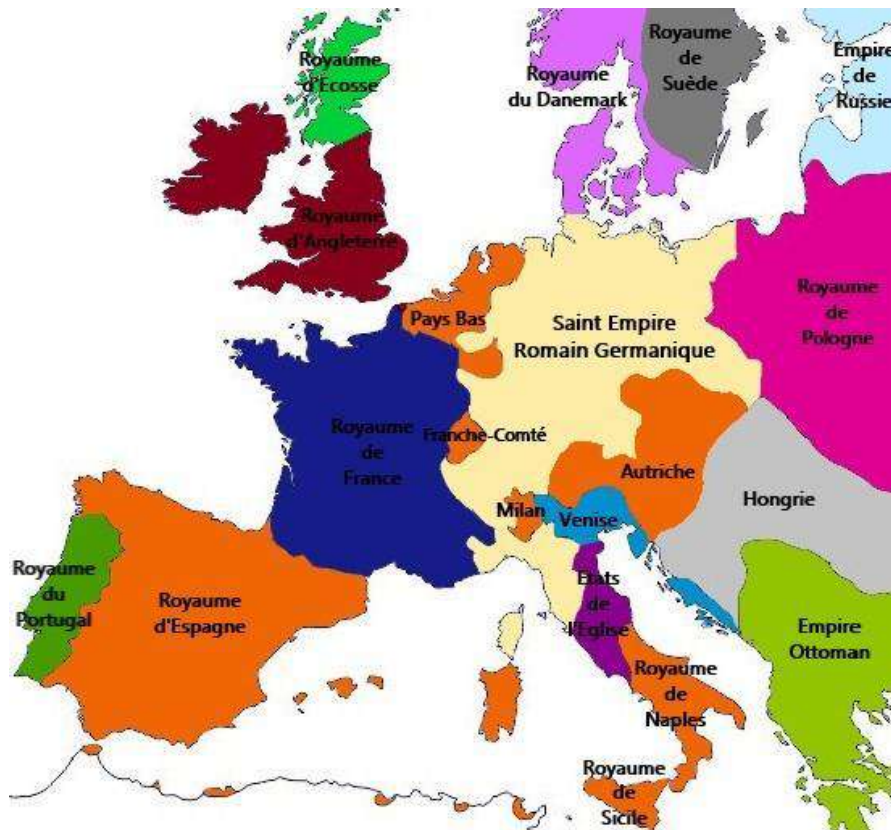 Royaume
d'Ecosse
Royaume
du Danemark
Royaume
de
Suède
Empire
de
Russie
Royaume
d'Angleterre
Pays Bas
Saint Empire
Romain Germanique
Royaume
de
Pologne
Royaume
de
France
Franche-Comté
Autriche
Hongrie
Milan
Venise
Royaume
du
Portugal
Royaume
d'Espagne
Etats
de
l'Eglise
Empire
Ottoman
Royaume
de
Naples
Royaume
de
Sicile